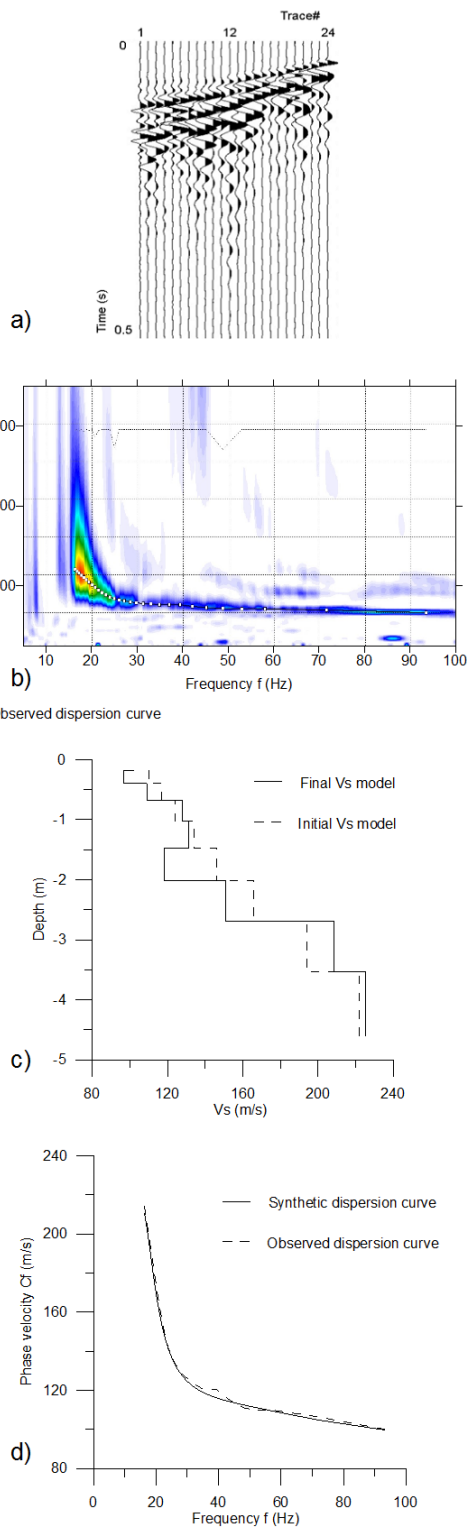 Trace#
1 12 24
0
Time (s)
0.5
a)
00
00
00
10 20 30 40 50 60 70 80 90 100
Frequency f (Hz)
b)
bserved dispersion curve
0
-1
-2
-3
-4
-5
Depth (m)
Final Vs model
Initial Vs model
c)
80 120 160 200 240
Vs (m/s)
240
200
160
120
80
Phase velocity Cf (m/s)
Synthetic dispersion curve
Observed dispersion curve
d)
0 20 40 60 80 100
Frequency f (Hz)